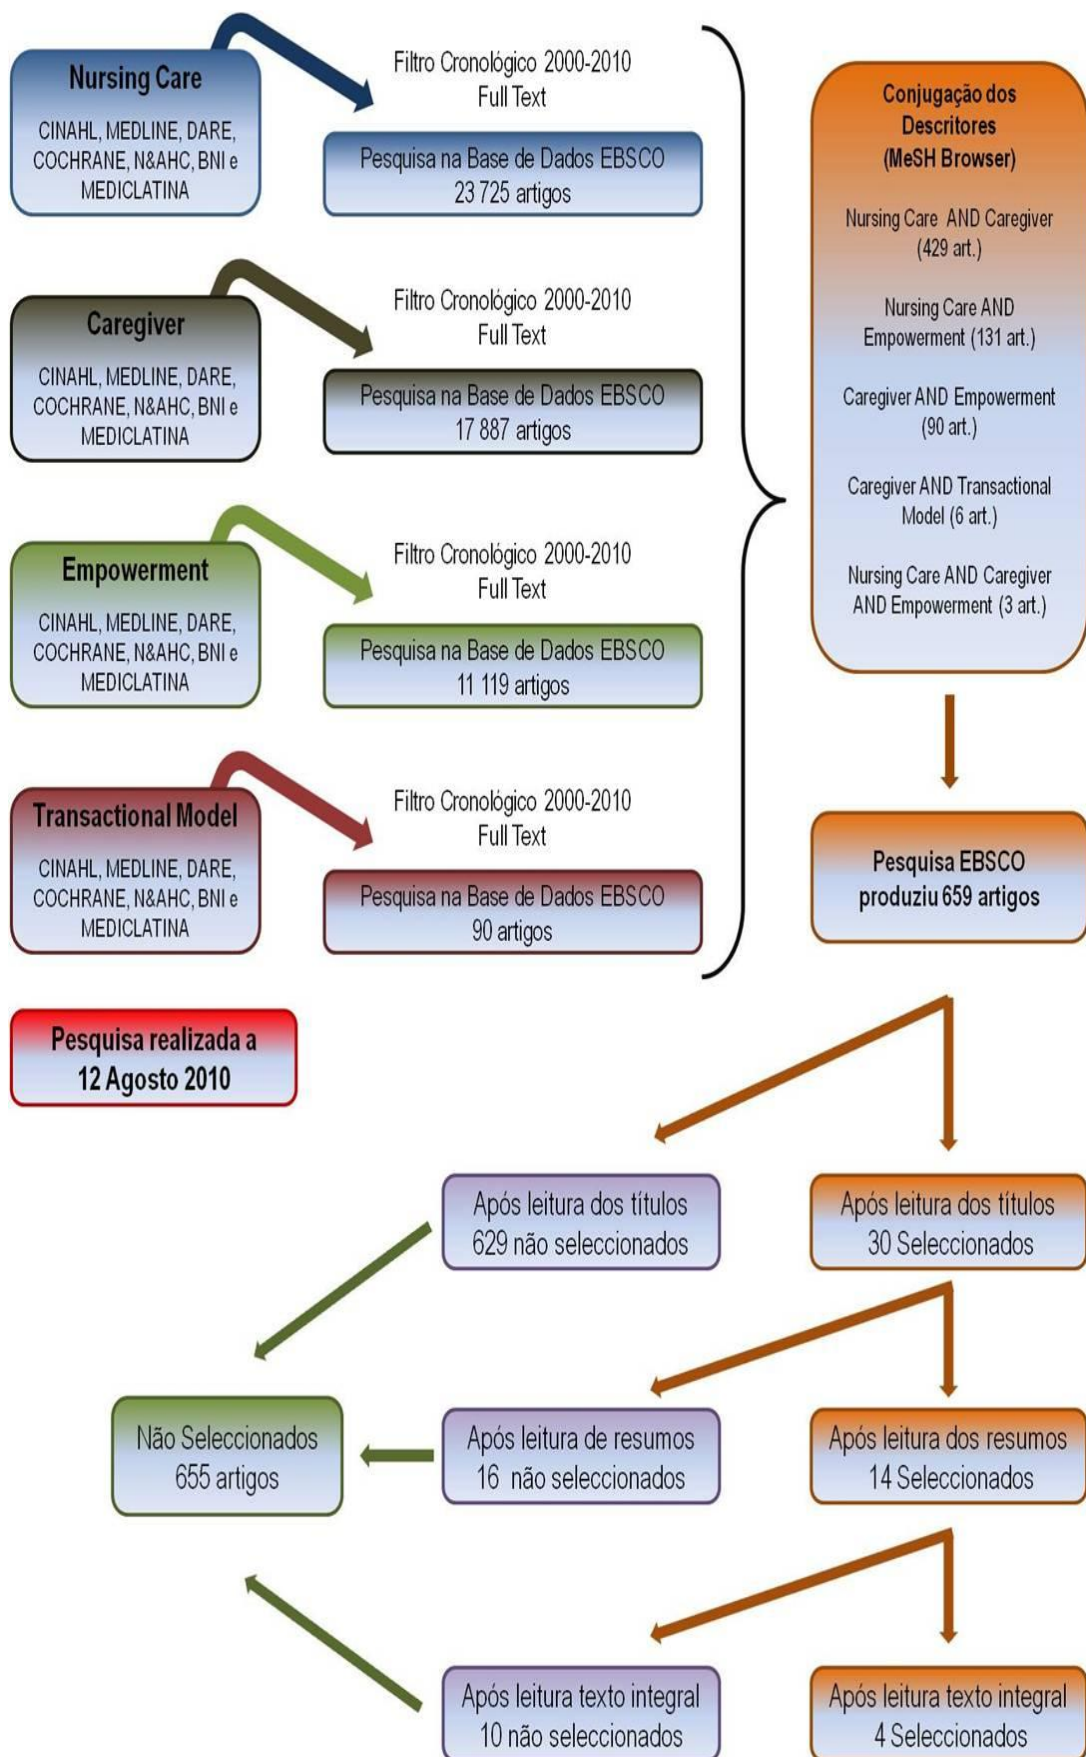 Nursing Care
CINAHL, MEDLINE, DARE,
COCHRANE, N&AHC, BNI e
MEDICLATINA
Filtro Cronológico 2000-2010
Full Text
Pesquisa na Base de Dados EBSCO
23 725 artigos
Caregiver
CINAHL, MEDLINE, DARE,
COCHRANE, N&AHC, BNI e
MEDICLATINA
Filtro Cronológico 2000-2010
Full Text
Pesquisa na Base de Dados EBSCO
17 887 artigos
Empowerment
CINAHL, MEDLINE, DARE,
COCHRANE, N&AHC, BNI e
MEDICLATINA
Filtro Cronológico 2000-2010
Full Text
Pesquisa na Base de Dados EBSCO
11 119 artigos
Transactional Model
CINAHL, MEDLINE, DARE,
COCHRANE, N&AHC, BNI e
MEDICLATINA
Filtro Cronológico 2000-2010
Full Text
Pesquisa na Base de Dados EBSCO
90 artigos
Conjugação dos
Descritores
(MeSH Browser)
Nursing Care AND Caregiver
(429 art.)
Nursing Care AND
Empowerment (131 art.)
Caregiver AND Empowerment
(90 art.)
Caregiver AND Transactional
Model (6 art.)
Nursing Care AND Caregiver
AND Empowerment (3 art.)
Pesquisa EBSCO
produziu 659 artigos
Pesquisa realizada a
12 Agosto 2010
Após leitura dos títulos
629 não seleccionados
Após leitura dos títulos
30 Seleccionados
Não Seleccionados
655 artigos
Após leitura de resumos
16 não seleccionados
Após leitura dos resumos
14 Seleccionados
Após leitura texto integral
10 não seleccionados
Após leitura texto integral
4 Seleccionados